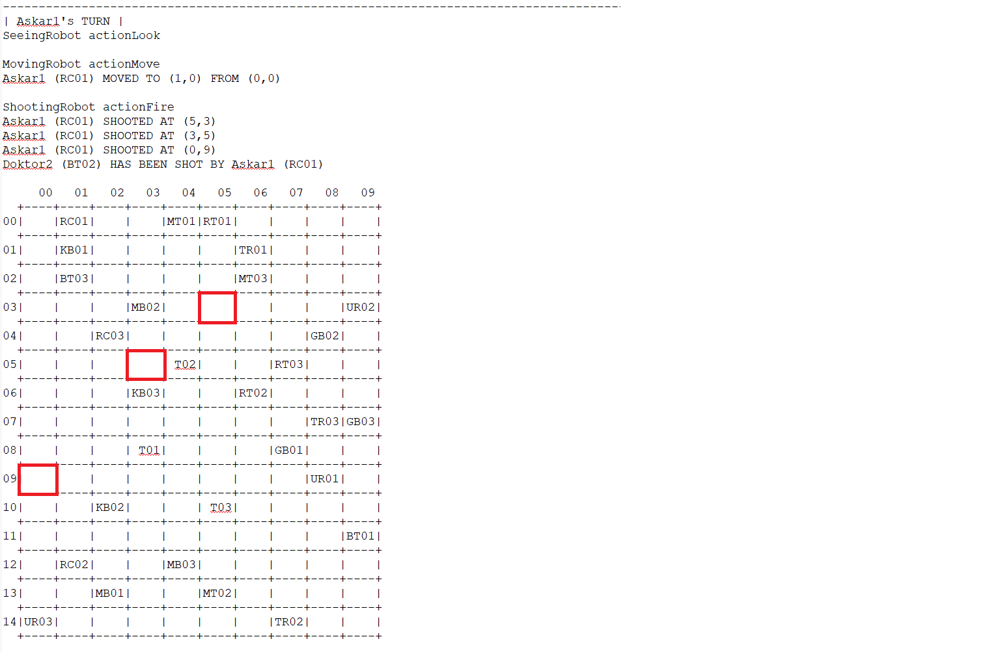 --------------------------------------------------------------------------------------
| Askar1's TURN |
SeeingRobot actionLook
MovingRobot actionMove
Askar1 (RC01) MOVED TO (1,0) FROM (0,0)
ShootingRobot actionFire
Askar1 (RC01) SHOOTED AT (5,3)
Askar1 (RC01) SHOOTED AT (3,5)
Askar1 (RC01) SHOOTED AT (0,9)
Doktor2 (BT02) HAS BEEN SHOT BY Askar1 (RC01)
     00   01   02   03   04   05   06   07   08   09
  +----+----+----+----+----+----+----+----+----+----+
00|    |RC01|    |    |MT01|RT01|    |    |    |    |
  +----+----+----+----+----+----+----+----+----+----+
01|    |KB01|    |    |    |    |TR01|    |    |    |
  +----+----+----+----+----+----+----+----+----+----+
02|    |BT03|    |    |    |    |MT03|    |    |    |
  +----+----+----+----+----+----+----+----+----+----+
03|    |    |    |MB02|         |    |    |UR02|
  +----+----+----+----+----+    +----+----+----+----+
04|    |    |RC03|    |    |    |    |    |GB02|    |
  +----+----+----+----+----+----+----+----+----+----+
05|    |    |         T02|    |    |RT03|    |    |
  +----+----+----+    +----+----+----+----+----+----+
06|    |    |    |KB03|    |    |RT02|    |    |    |
  +----+----+----+----+----+----+----+----+----+----+
07|    |    |    |    |    |    |    |    |TR03|GB03|
  +----+----+----+----+----+----+----+----+----+----+
08|    |    |    | T01|    |    |    |GB01|    |    |
  +----+----+----+----+----+----+----+----+----+----+
09|         |    |    |    |    |    |    |UR01|    |
  +----+----+----+----+----+----+----+----+----+----+
10|    |    |KB02|    |    | T03|    |    |    |    |
  +----+----+----+----+----+----+----+----+----+----+
11|    |    |    |    |    |    |    |    |    |BT01|
  +----+----+----+----+----+----+----+----+----+----+
12|    |RC02|    |    |MB03|    |    |    |    |    |
  +----+----+----+----+----+----+----+----+----+----+
13|    |    |MB01|    |    |MT02|    |    |    |    |
  +----+----+----+----+----+----+----+----+----+----+
14|UR03|    |    |    |    |    |    |TR02|    |    |
  +----+----+----+----+----+----+----+----+----+----+